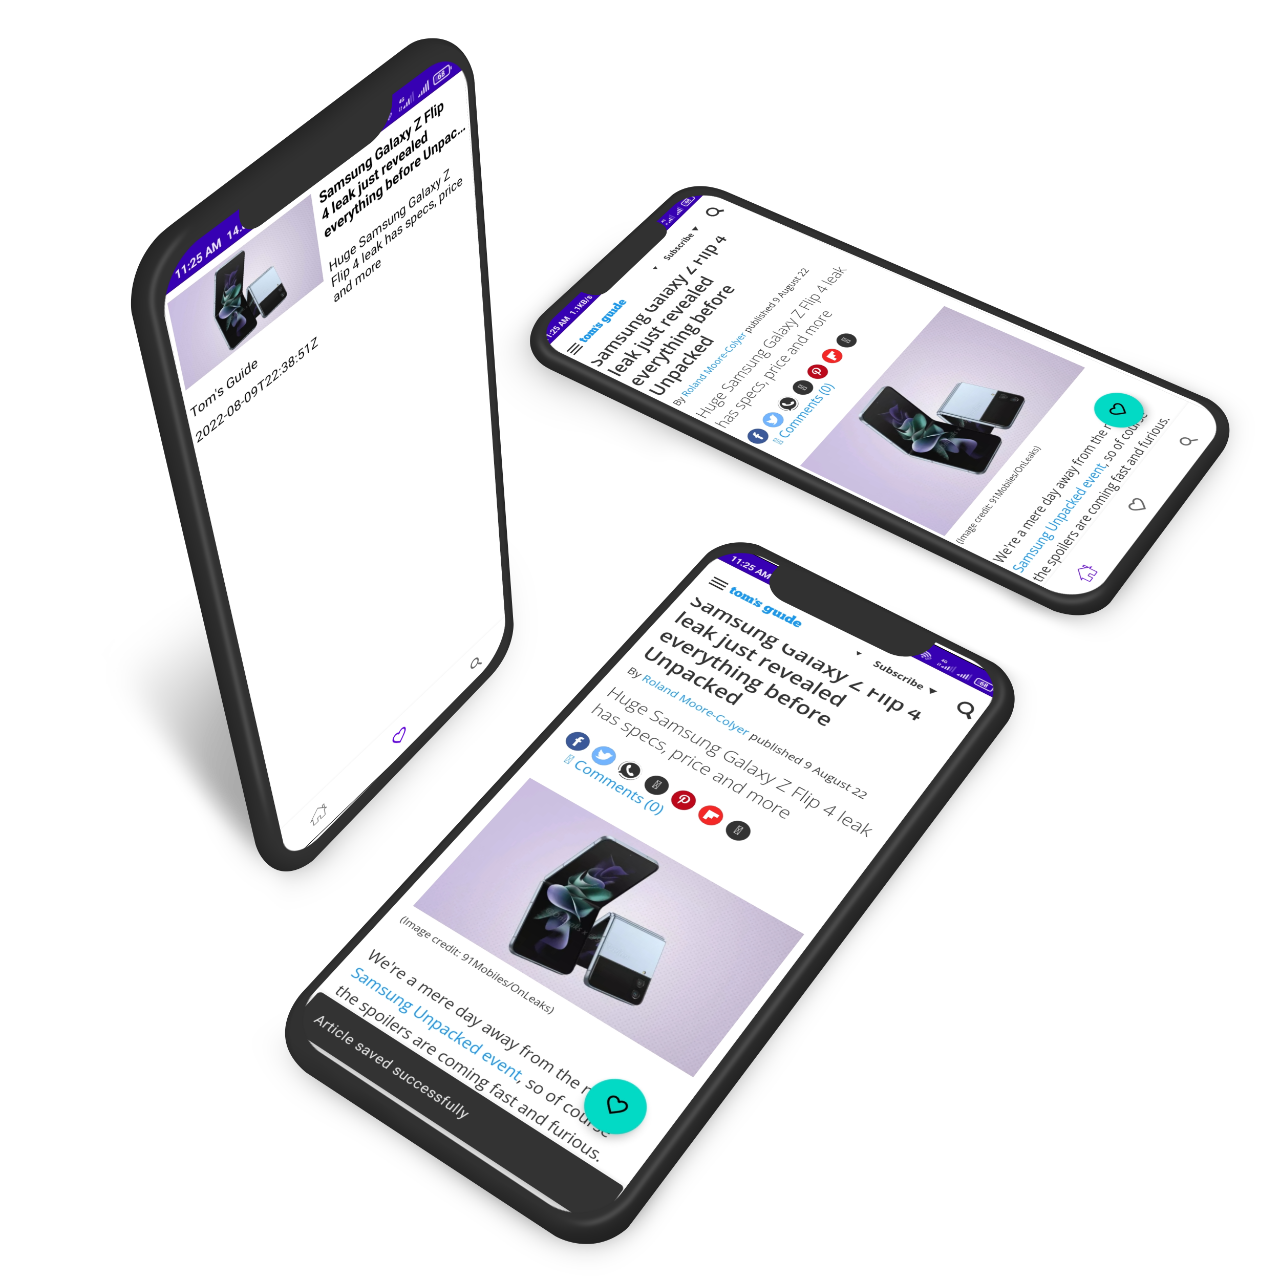 11:25 AM 14.
68
Samsung Galaxy Z Flip
4 leak just revealed
everything before Unpac...
Huge Samsung Galaxy Z
Flip 4 leak has specs, price
and more
Tom's Guide
2022-08-09T22:38:51Z
:25 AM 1.1KB/s
68
tom's guide
Subscribe
Samsung Galaxy Z Flip 4
leak just revealed
everything before
Unpacked
By Roland Moore-Colyer published 9 August 22
Huge Samsung Galaxy Z Flip 4 leak
has specs, price and more
Comments (0)
(Image credit: 91Mobiles/OnLeaks)
We're a mere day away from the
Samsung Unpacked event, so of course
the spoilers are coming fast and furious.
11:25 AM
4G
68
tom's guide
Subscribe
Samsung Galaxy Z Flip 4
leak just revealed
everything before
Unpacked
By Roland Moore-Colyer published 9 August 22
Huge Samsung Galaxy Z Flip 4 leak
has specs, price and more
Comments (0)
(Image credit: 91Mobiles/OnLeaks)
We're a mere day away from the
Samsung Unpacked event, so of course
the spoilers are coming fast and furious.
Article saved successfully